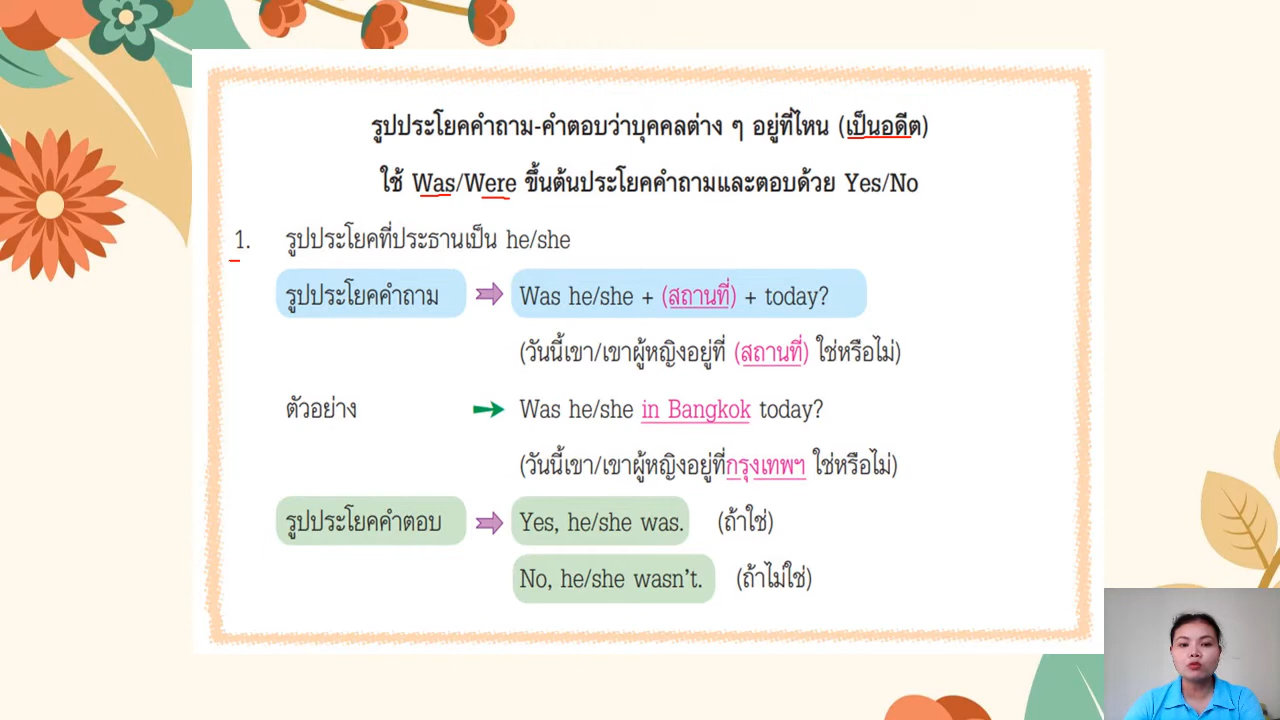 รูปประโยคคำถาม-คำตอบว่าบุคคลต่าง ๆ อยู่ที่ไหน (เป็นอดีต)
ใช้ Was/Were ขึ้นต้นประโยคคำถามและตอบด้วย Yes/No
1. รูปประโยคที่ประธานเป็น he/she
รูปประโยคคำถาม Was he/she + (สถานที่) + today?
(วันนี้เขา/เขาผู้หญิงอยู่ที่ (สถานที่) ใช่หรือไม่)
ตัวอย่าง Was he/she in Bangkok today?
(วันนี้เขา/เขาผู้หญิงอยู่ที่กรุงเทพฯ ใช่หรือไม่)
รูปประโยคคำตอบ Yes, he/she was. (ถ้าใช่)
No, he/she wasn't. (ถ้าไม่ใช่)